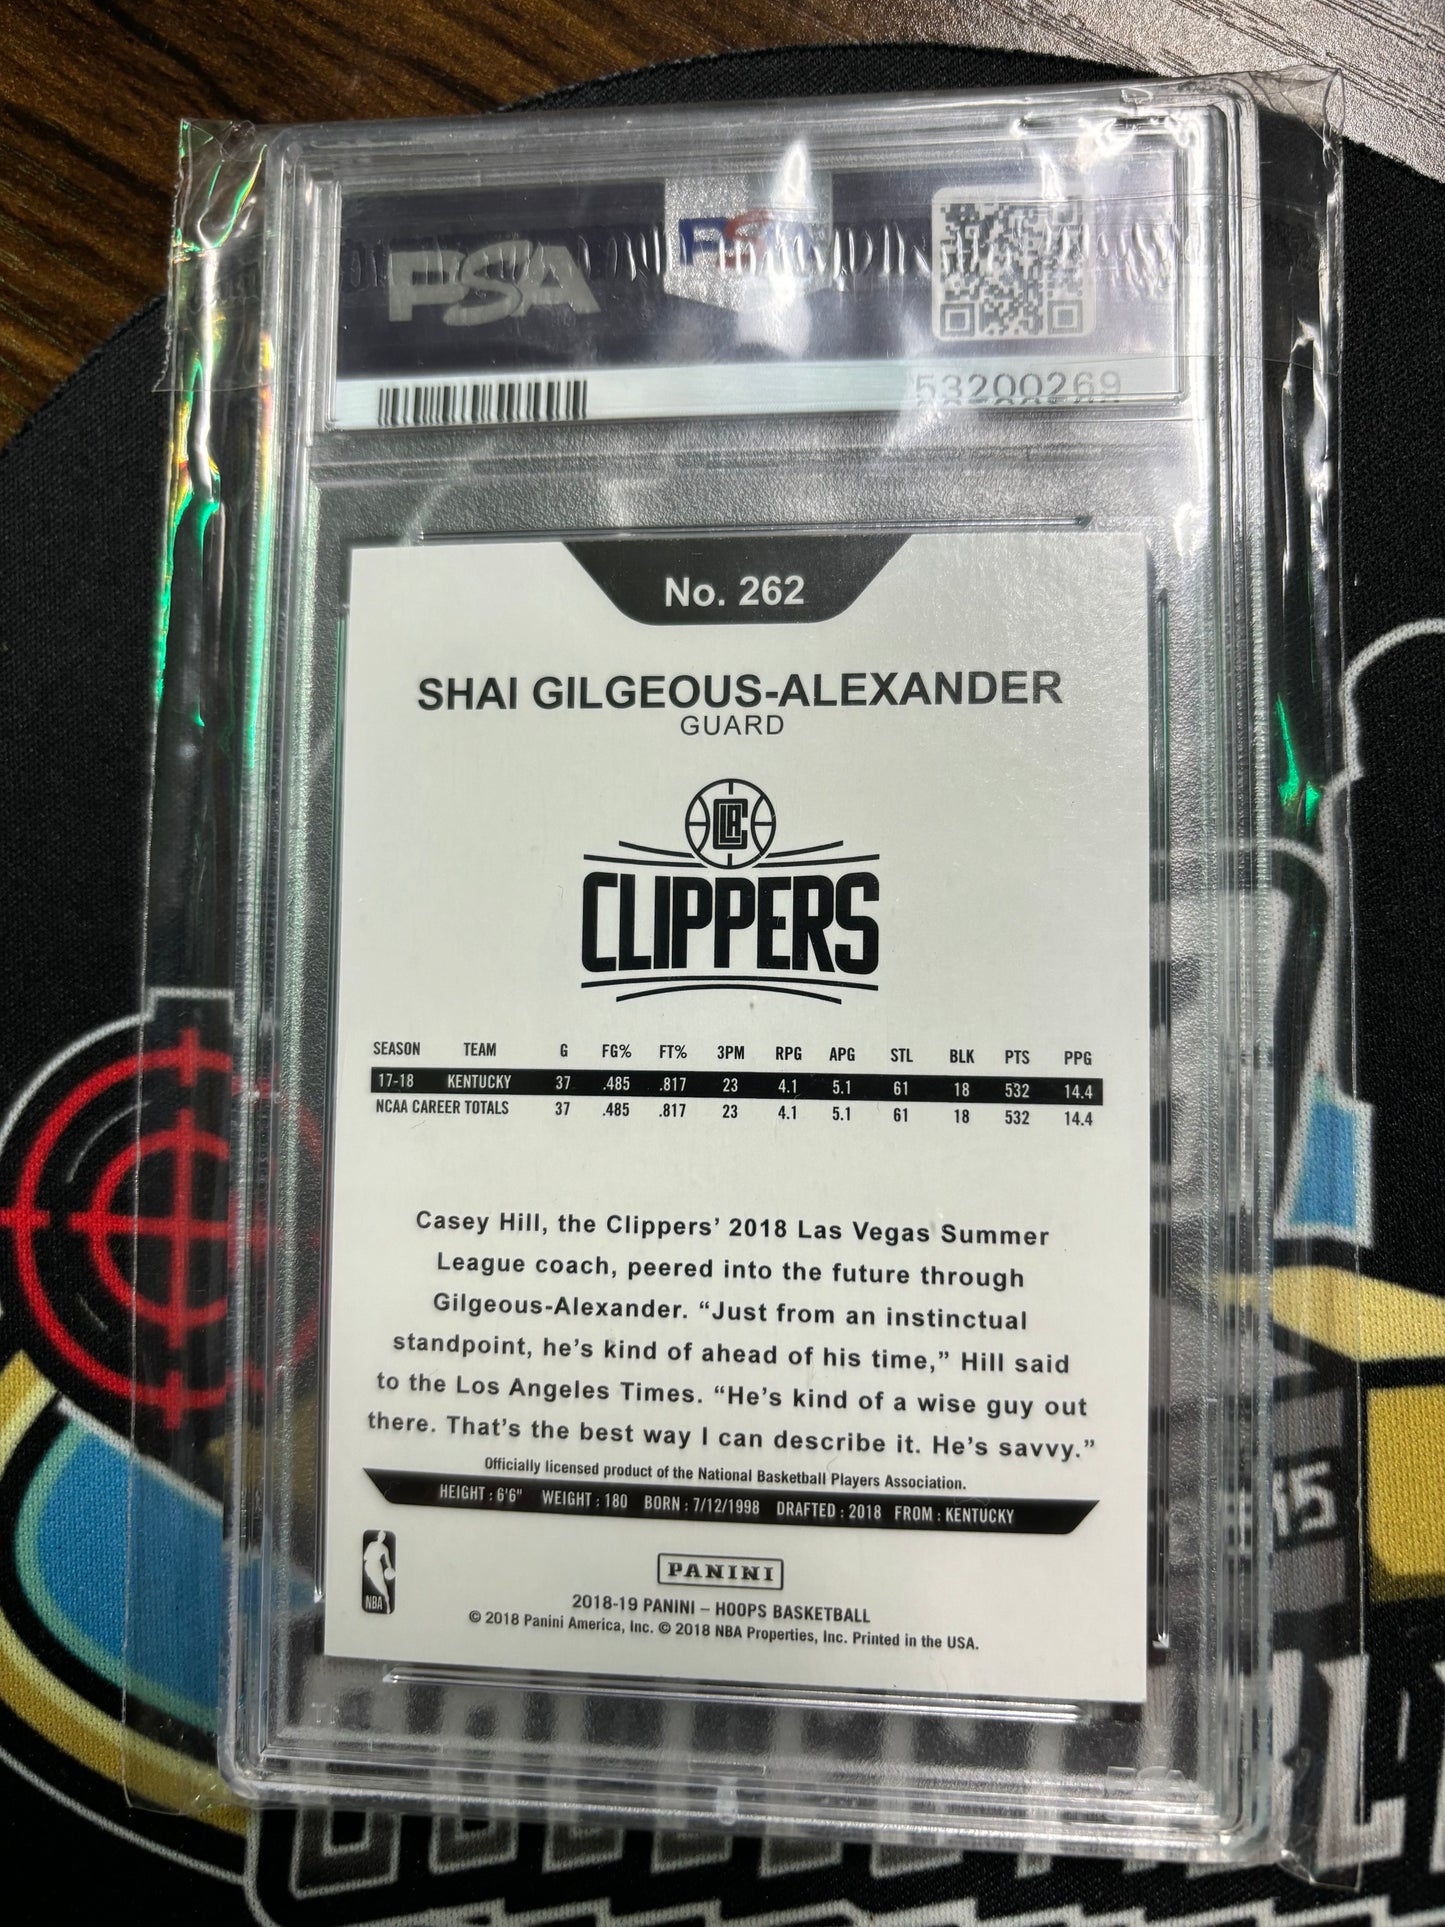 PSA
PSA
53200269
No. 262
SHAI GILGEOUS-ALEXANDER
GUARD
LAC
CLIPPERS
SEASON TEAM G FG% FT% 3PM RPG APG STL BLK PTS PPG
17-18 KENTUCKY 37 .485 .817 23 4.1 5.1 61 18 532 14.4
NCAA CAREER TOTALS 37 .485 .817 23 4.1 5.1 61 18 532 14.4
Casey Hill, the Clippers’ 2018 Las Vegas Summer
League coach, peered into the future through
Gilgeous-Alexander. “Just from an instinctual
standpoint, he’s kind of ahead of his time,” Hill said
to the Los Angeles Times. “He’s kind of a wise guy out
there. That’s the best way I can describe it. He’s savvy.”
Officially licensed product of the National Basketball Players Association.
HEIGHT : 6'6" WEIGHT : 180 BORN : 7/12/1998 DRAFTED : 2018 FROM : KENTUCKY
NBA
PANINI
2018-19 PANINI – HOOPS BASKETBALL
© 2018 Panini America, Inc. © 2018 NBA Properties, Inc. Printed in the USA.